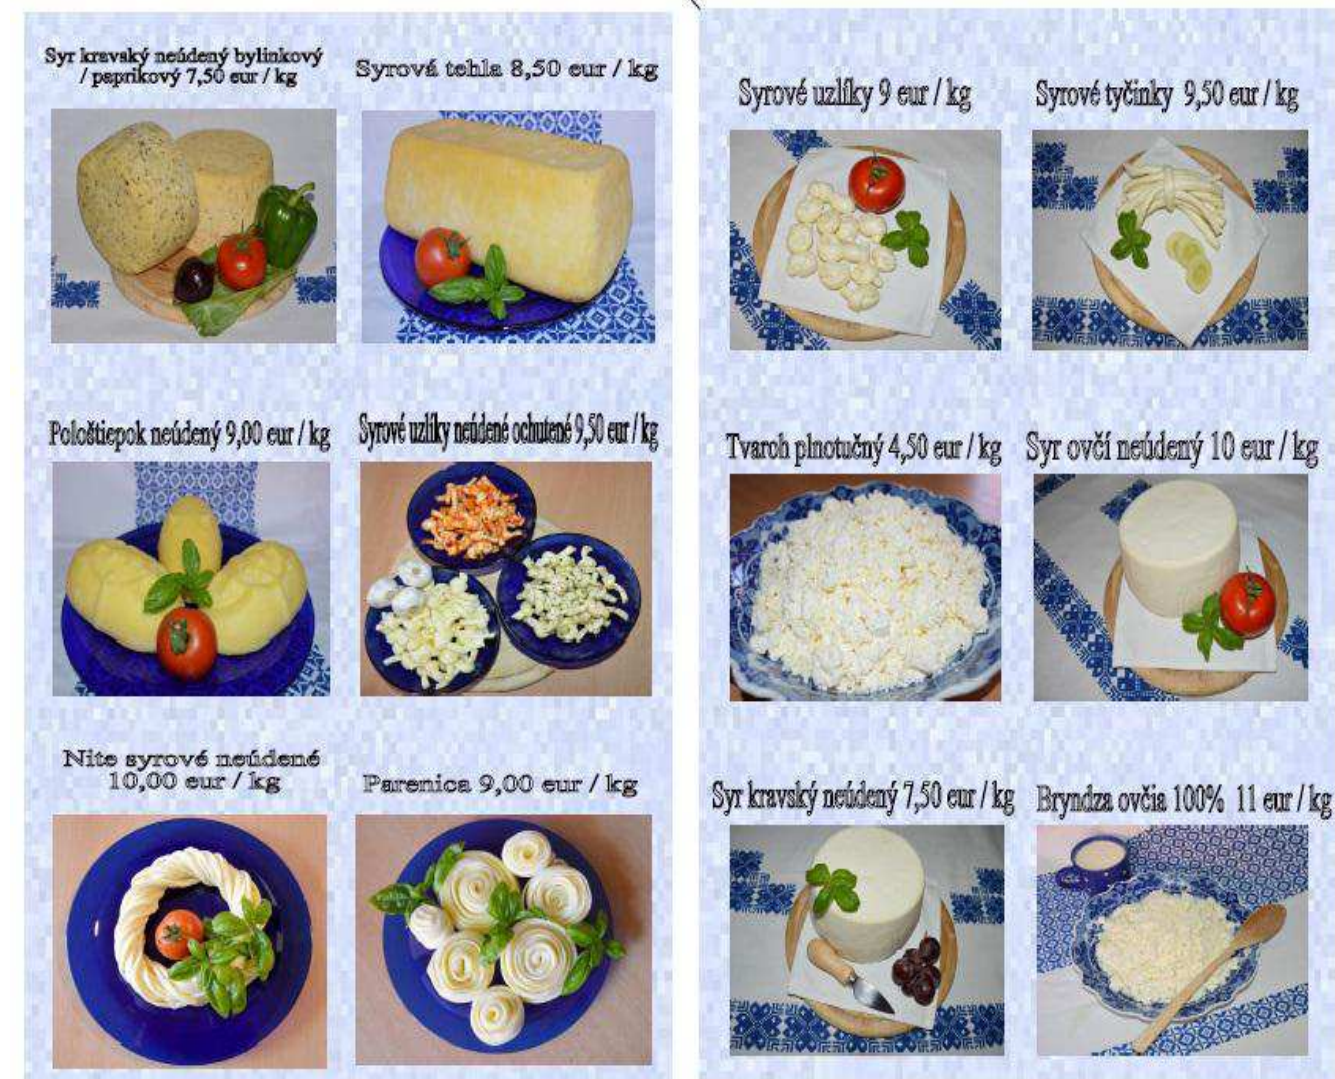 Syr kravský neúdený bylinkový
/ paprikový 7,50 eur / kg
Syrová tehla 8,50 eur / kg
Pološtiepok neúdený 9,00 eur / kg
Syrové uzlíky neúdené ochutené 9,50 eur / kg
Nite syrové neúdené
10,00 eur / kg
Parenica 9,00 eur / kg
Syrové uzlíky 9 eur / kg
Syrové tyčinky 9,50 eur / kg
Tvaroh plnotučný 4,50 eur / kg
Syr ovčí neúdený 10 eur / kg
Syr kravský neúdený 7,50 eur / kg
Bryndza ovčia 100% 11 eur / kg